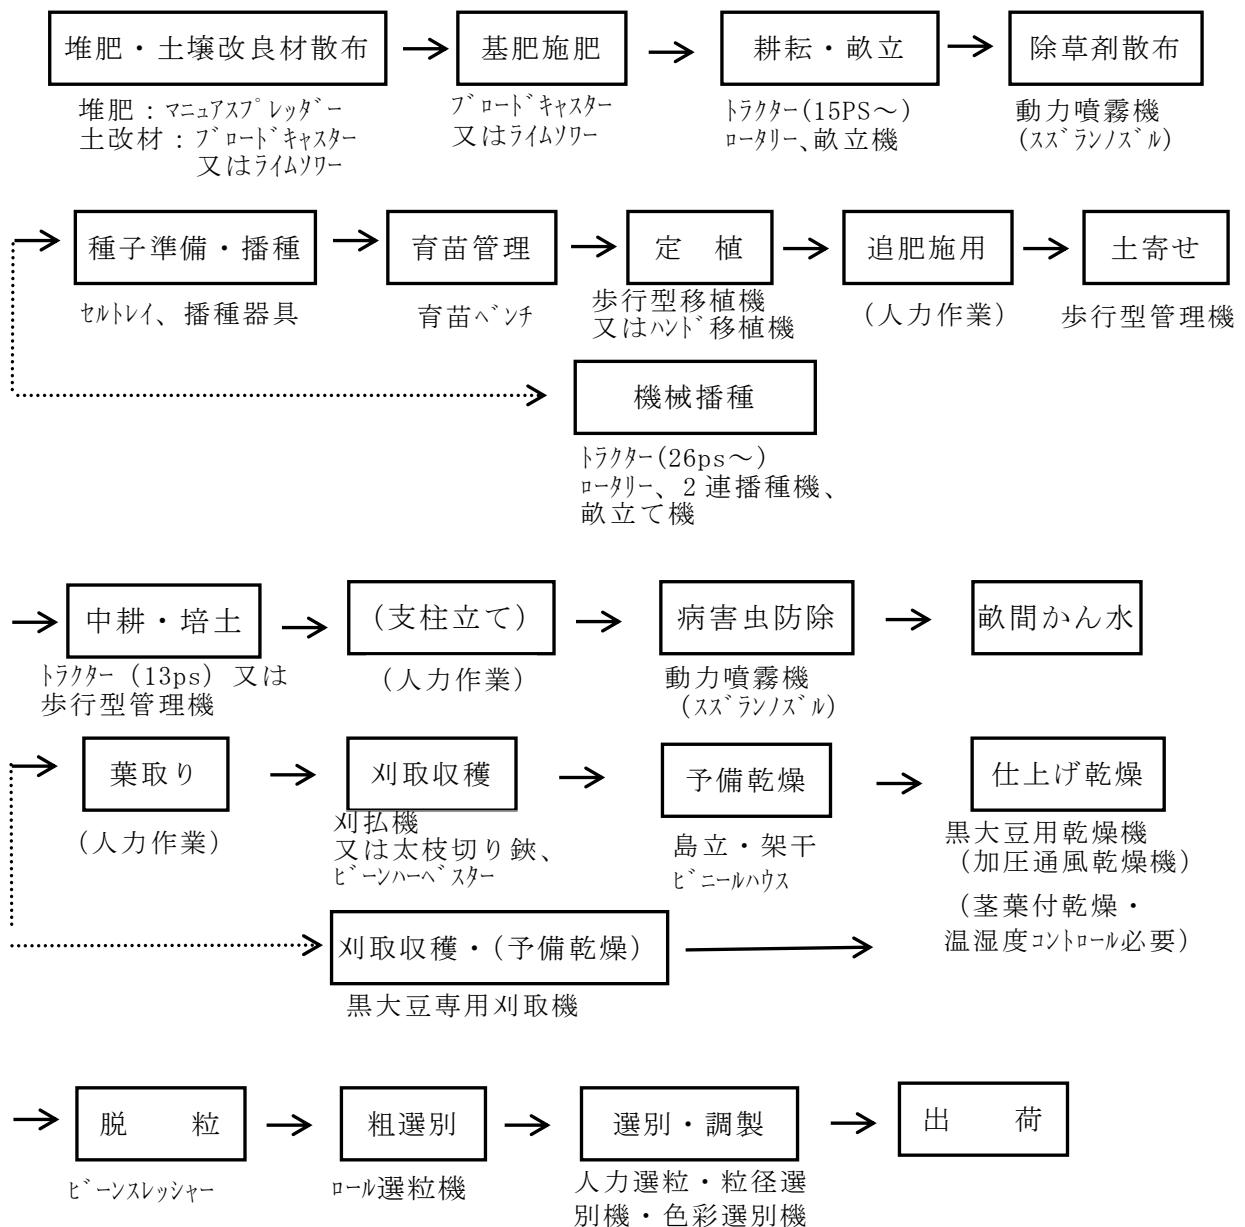 堆肥・土壌改良材散布
基肥施肥
耕耘・畝立
除草剤散布
堆肥：ﾏﾆｭｱｽﾌﾟﾚｯﾀﾞｰ
土改材：ﾌﾞﾛｰﾄﾞｷｬｽﾀｰ
又はﾗｲﾑｿﾜｰ
ﾌﾞﾛｰﾄﾞｷｬｽﾀｰ
又はﾗｲﾑｿﾜｰ
ﾄﾗｸﾀｰ(15PS～)
ﾛｰﾀﾘｰ、畝立機
動力噴霧機
(ｽｽﾞﾗﾝﾉｽﾞﾙ)
種子準備・播種
育苗管理
定　植
追肥施用
土寄せ
ｾﾙﾄﾚｲ、播種器具
育苗ﾍﾞﾝﾁ
歩行型移植機
又はﾊﾝﾄﾞ移植機
(人力作業)
歩行型管理機
機械播種
ﾄﾗｸﾀｰ(26ps～)
ﾛｰﾀﾘｰ、２連播種機、
畝立て機
中耕・培土
(支柱立て)
病害虫防除
畝間かん水
ﾄﾗｸﾀｰ (13ps) 又は
歩行型管理機
(人力作業)
動力噴霧機
(ｽｽﾞﾗﾝﾉｽﾞﾙ)
葉取り
刈取収穫
予備乾燥
仕上げ乾燥
(人力作業)
刈払機
又は太枝切り鋏、
ﾋﾞｰﾝﾊｰﾍﾞｽﾀｰ
島立・架干
ﾋﾞﾆｰﾙﾊｳｽ
黒大豆用乾燥機
(加圧通風乾燥機)
(茎葉付乾燥・
温湿度ｺﾝﾄﾛｰﾙ必要)
刈取収穫・(予備乾燥)
黒大豆専用刈取機
脱　　粒
粗選別
選別・調製
出　　荷
ﾋﾞｰﾝｽﾚｯｼｬｰ
ﾛｰﾙ選粒機
人力選粒・粒径選
別機・色彩選別機